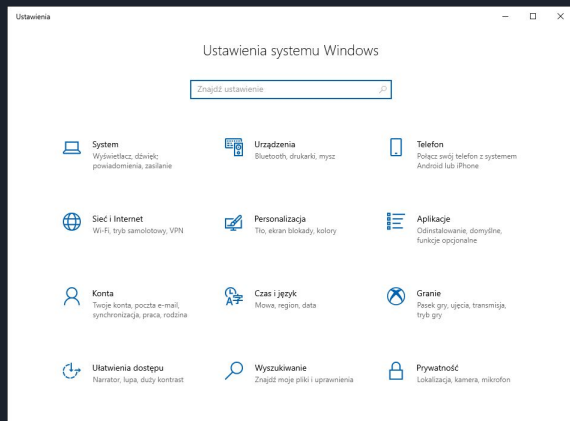 Ustawienia
Ustawienia systemu Windows
Znajdź ustawienie
System
Wyświetlacz, dźwięk;
powiadomienia, zasilanie
Urządzenia
Bluetooth, drukarki, mysz
Telefon
Połącz swój telefon z systemem
Android lub iPhone
Sieć i Internet
Wi-Fi, tryb samolotowy, VPN
Personalizacja
Tło, ekran blokady, kolory
Aplikacje
Odinstalowanie, domyślne,
funkcje opcjonalne
Konta
Twoje konta, poczta e-mail,
synchronizacja, praca, rodzina
Czas i język
Mowa, region, data
Granie
Pasek gry, ujęcia, transmisja,
tryb gry
Ułatwienia dostępu
Narrator, lupa, duży kontrast
Wyszukiwanie
Znajdź moje pliki i uprawnienia
Prywatność
Lokalizacja, kamera, mikrofon